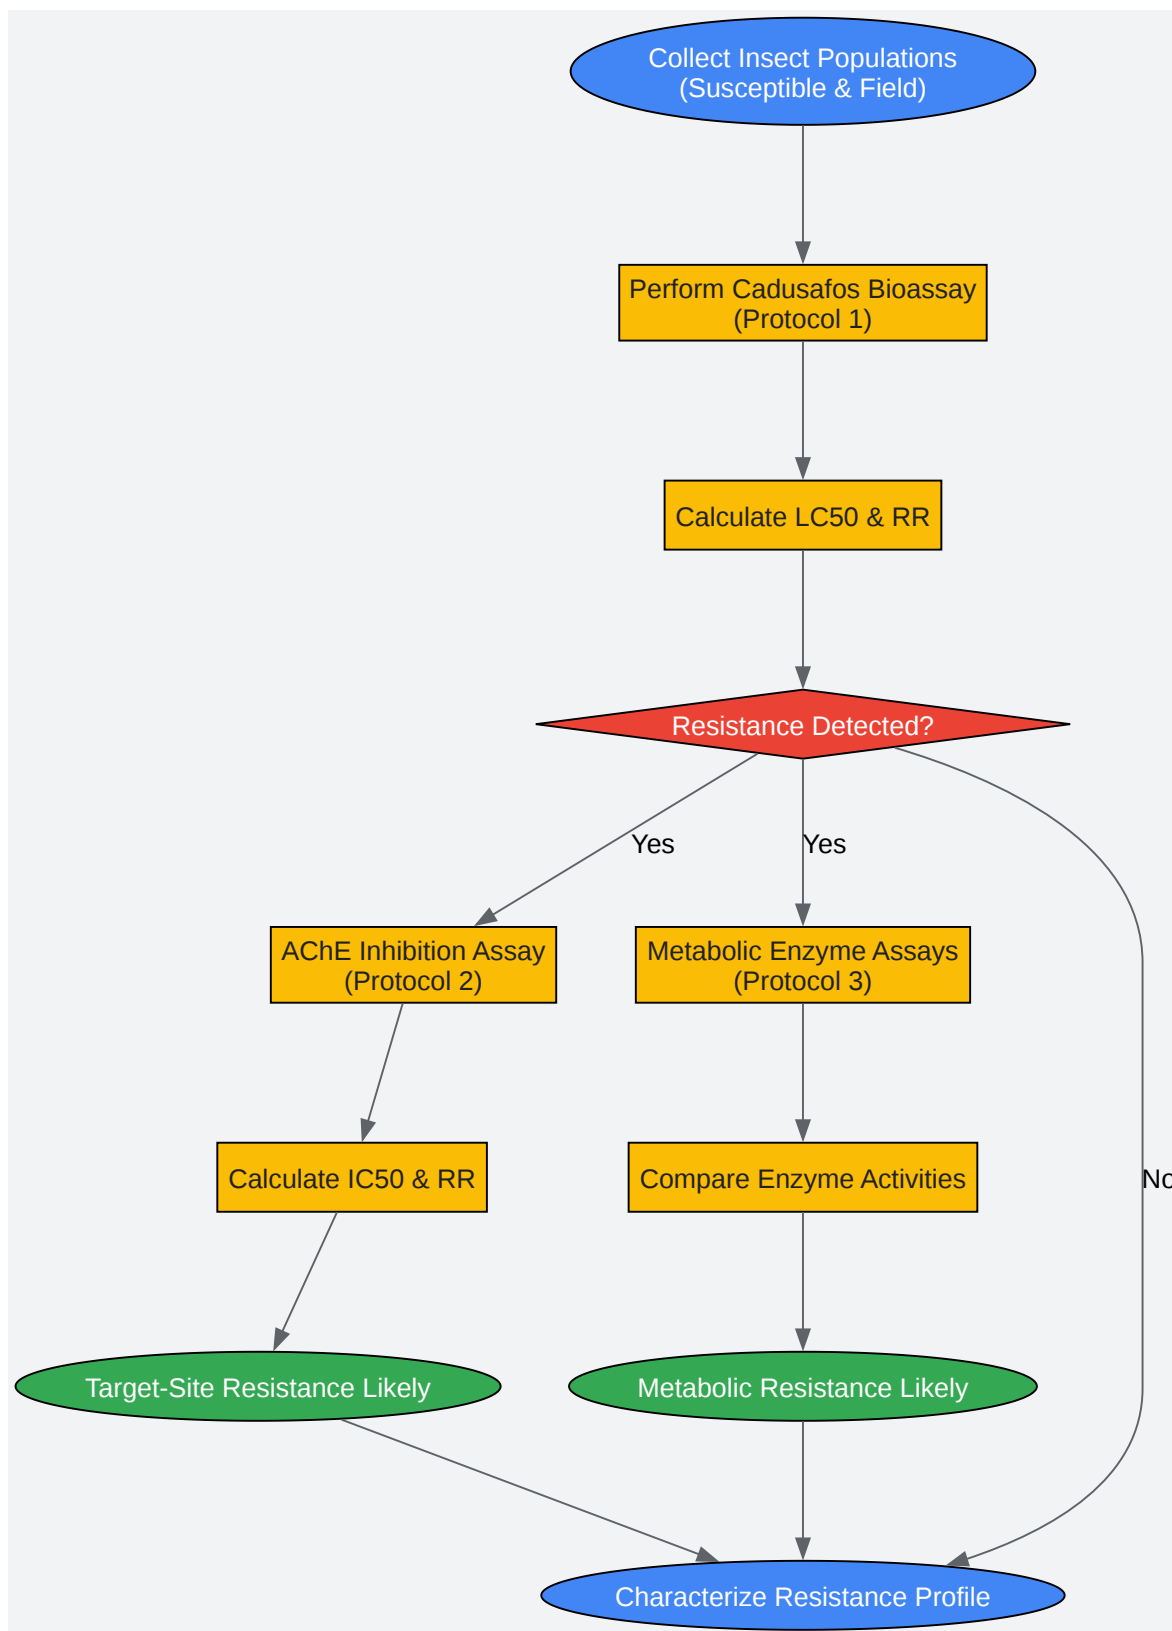 Collect Insect Populations
(Susceptible & Field)
Perform Cadusafos Bioassay
(Protocol 1)
Calculate LC50 & RR
Resistance Detected?
Yes
Yes
AChE Inhibition Assay
(Protocol 2)
Metabolic Enzyme Assays
(Protocol 3)
Calculate IC50 & RR
Compare Enzyme Activities
No
Target-Site Resistance Likely
Metabolic Resistance Likely
Characterize Resistance Profile